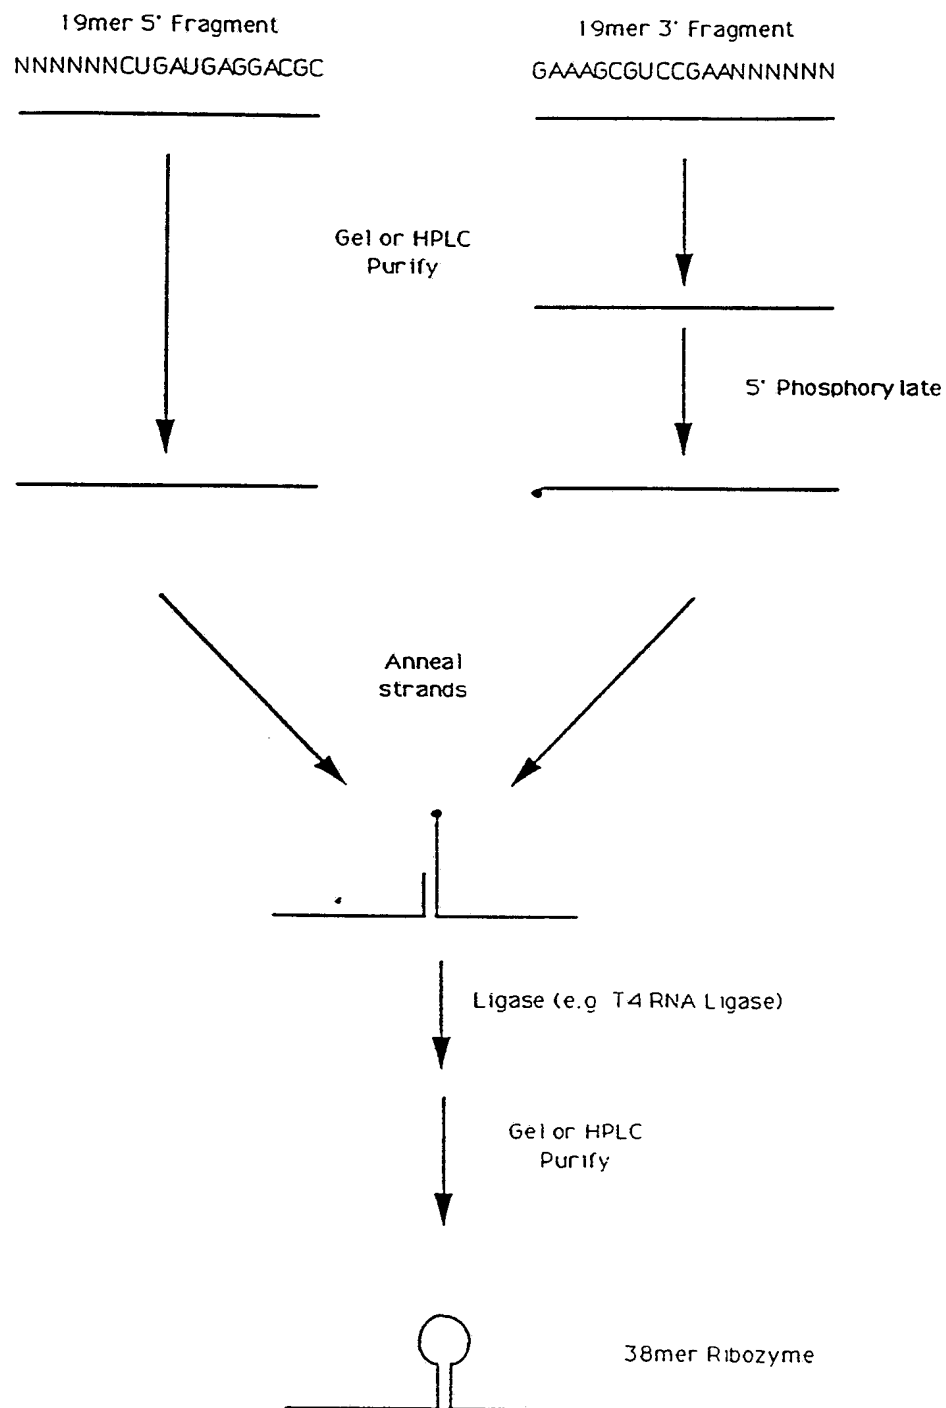 19mer 5' Fragment
NNNNNNCUGAUGAGGACGC
19mer 3' Fragment
GAAAGCGUCCGAANNNNNN
Gel or HPLC
Purify
5' Phosphorylate
Anneal
strands
Ligase (e.g T4 RNA Ligase)
Gel or HPLC
Purify
38mer Ribozyme